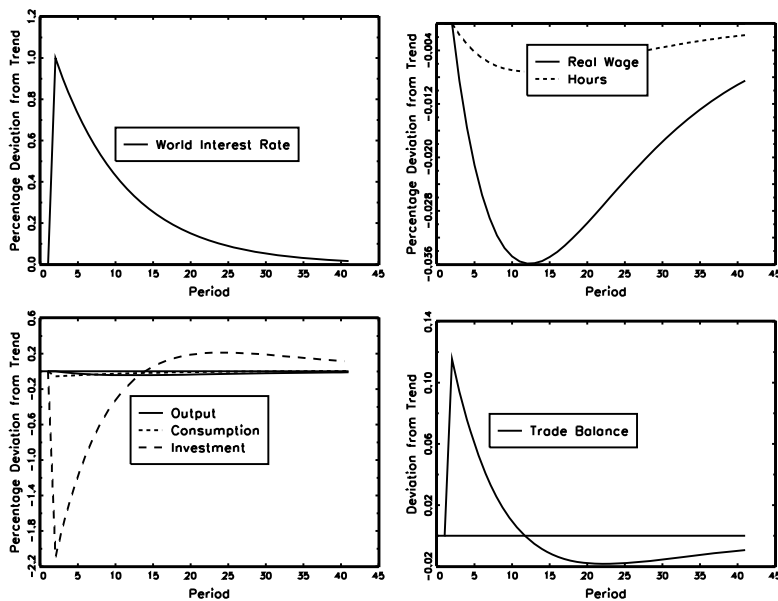 Percentage Deviation from Trend
1.2
1.0
0.8
0.6
0.4
0.2
0.0
World Interest Rate
0 5 10 15 20 25 30 35 40 45
Period
Percentage Deviation from Trend
-0.004
-0.012
-0.020
-0.028
-0.036
Real Wage
Hours
0 5 10 15 20 25 30 35 40 45
Period
Percentage Deviation from Trend
0.6
0.2
-0.2
-0.6
-1.0
-1.4
-1.8
-2.2
Output
Consumption
Investment
0 5 10 15 20 25 30 35 40 45
Period
Deviation from Trend
0.14
0.10
0.06
0.02
-0.02
Trade Balance
0 5 10 15 20 25 30 35 40 45
Period